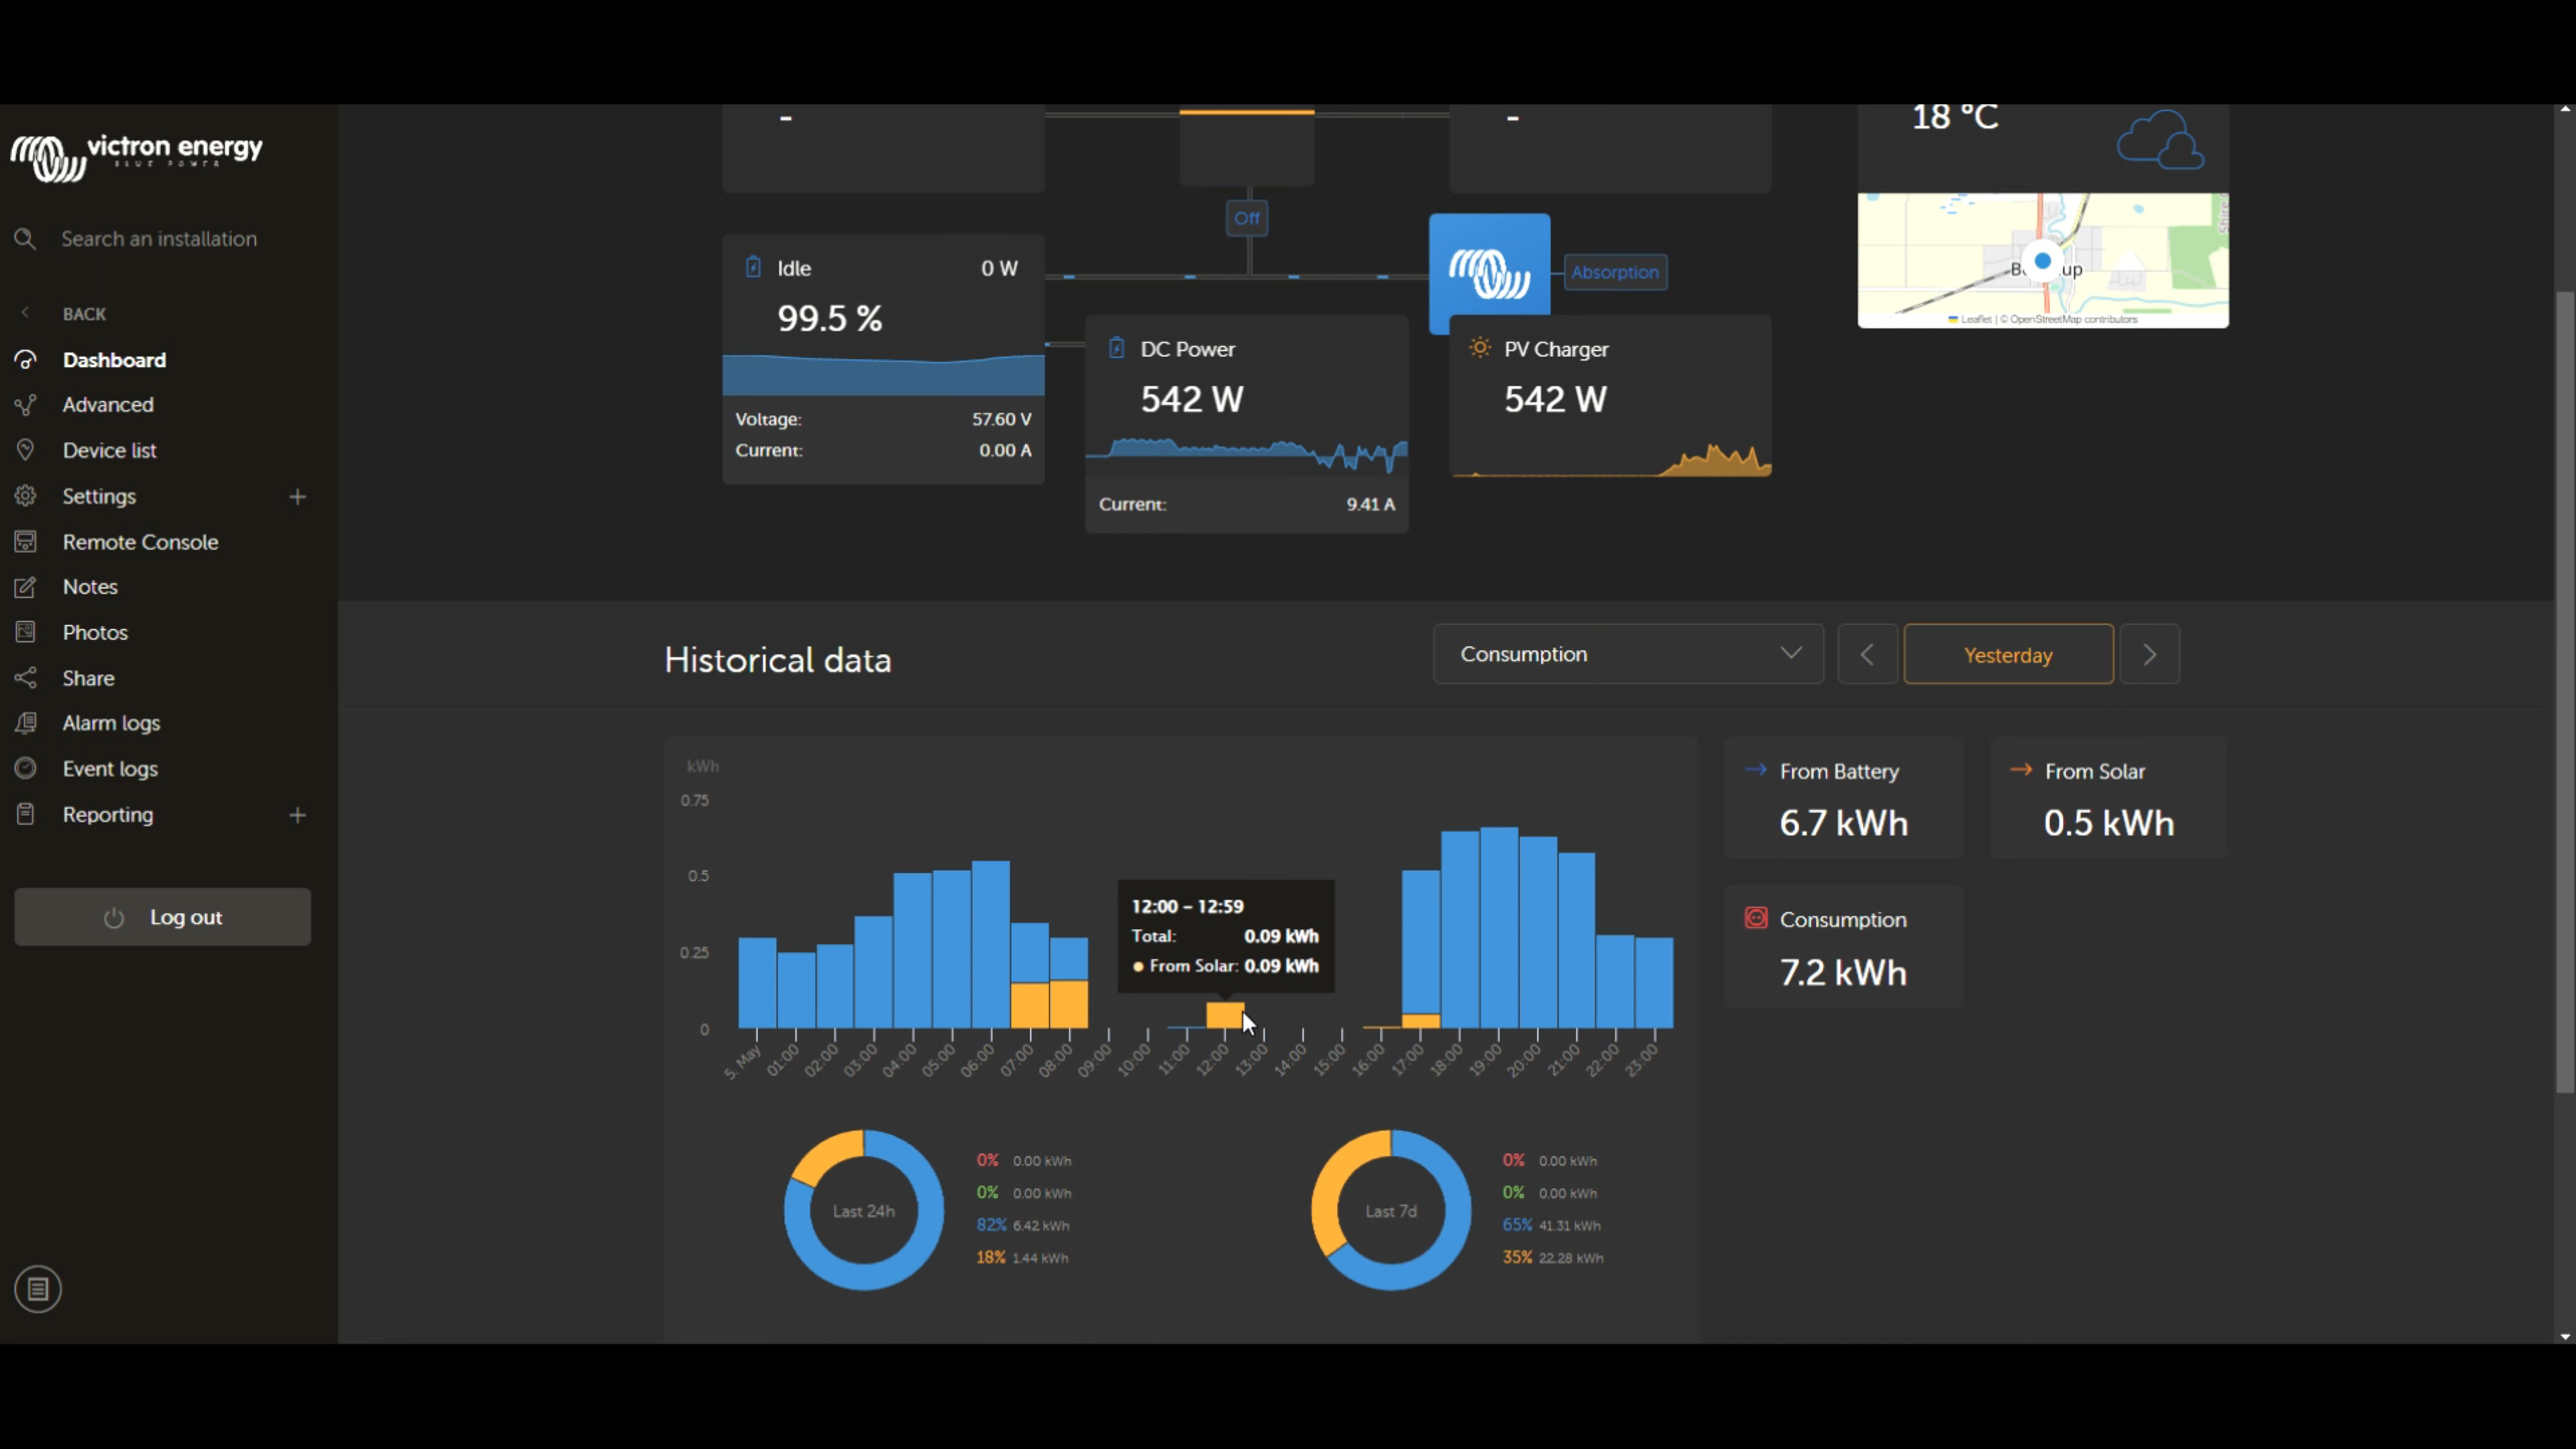 victron energy
BLUE POWER
Search an installation
BACK
Dashboard
Advanced
Device list
Settings
Remote Console
Notes
Photos
Share
Alarm logs
Event logs
Reporting
Log out
-
-
18 °C
Off
Idle 0 W
99.5 %
Voltage: 57.60 V
Current: 0.00 A
Absorption
DC Power
542 W
Current: 9.41 A
PV Charger
542 W
Leaflet | © OpenStreetMap contributors
Historical data
Consumption
Yesterday
kWh
0.75
0.5
0.25
0
12:00 – 12:59
Total: 0.09 kWh
From Solar: 0.09 kWh
5. May 01:00 02:00 03:00 04:00 05:00 06:00 07:00 08:00 09:00 10:00 11:00 12:00 13:00 14:00 15:00 16:00 17:00 18:00 19:00 20:00 21:00 22:00 23:00
From Battery
6.7 kWh
From Solar
0.5 kWh
Consumption
7.2 kWh
Last 24h
0% 0.00 kWh
0% 0.00 kWh
82% 6.42 kWh
18% 1.44 kWh
Last 7d
0% 0.00 kWh
0% 0.00 kWh
65% 41.31 kWh
35% 22.28 kWh